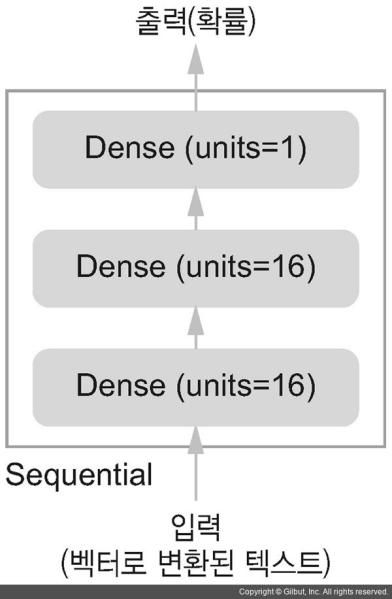 출력(확률)
Dense (units=1)
Dense (units=16)
Dense (units=16)
Sequential
입력
(벡터로 변환된 텍스트)
Copyright © Gilbut, Inc. All rights reserved.